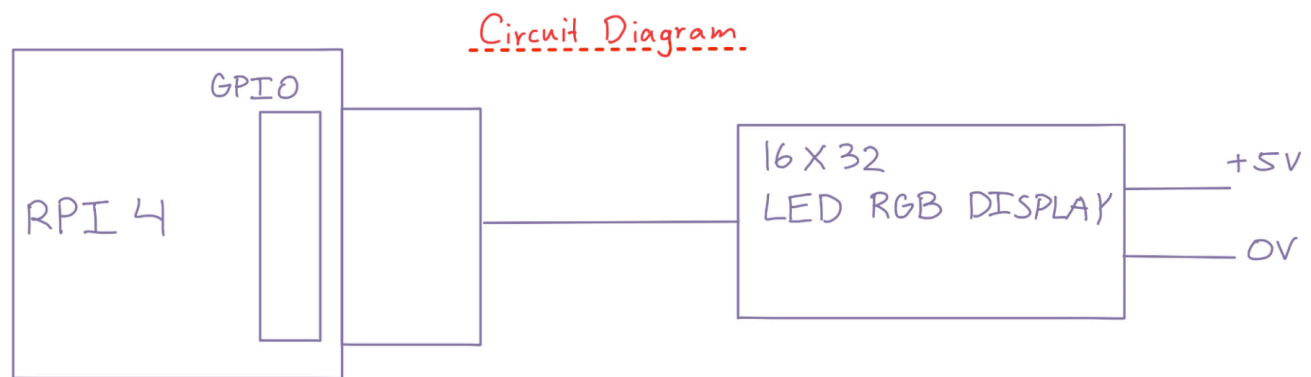 Circuit Diagram
GPIO
RPI 4
16 X 32
LED RGB DISPLAY
+5V
0V